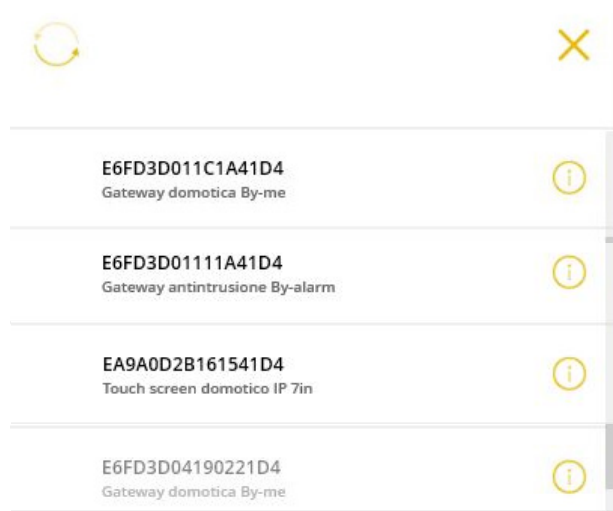 E6FD3D011C1A41D4
Gateway domotica By-me
E6FD3D01111A41D4
Gateway antintrusione By-alarm
EA9A0D2B161541D4
Touch screen domotico IP 7in
E6FD3D04190221D4
Gateway domotica By-me